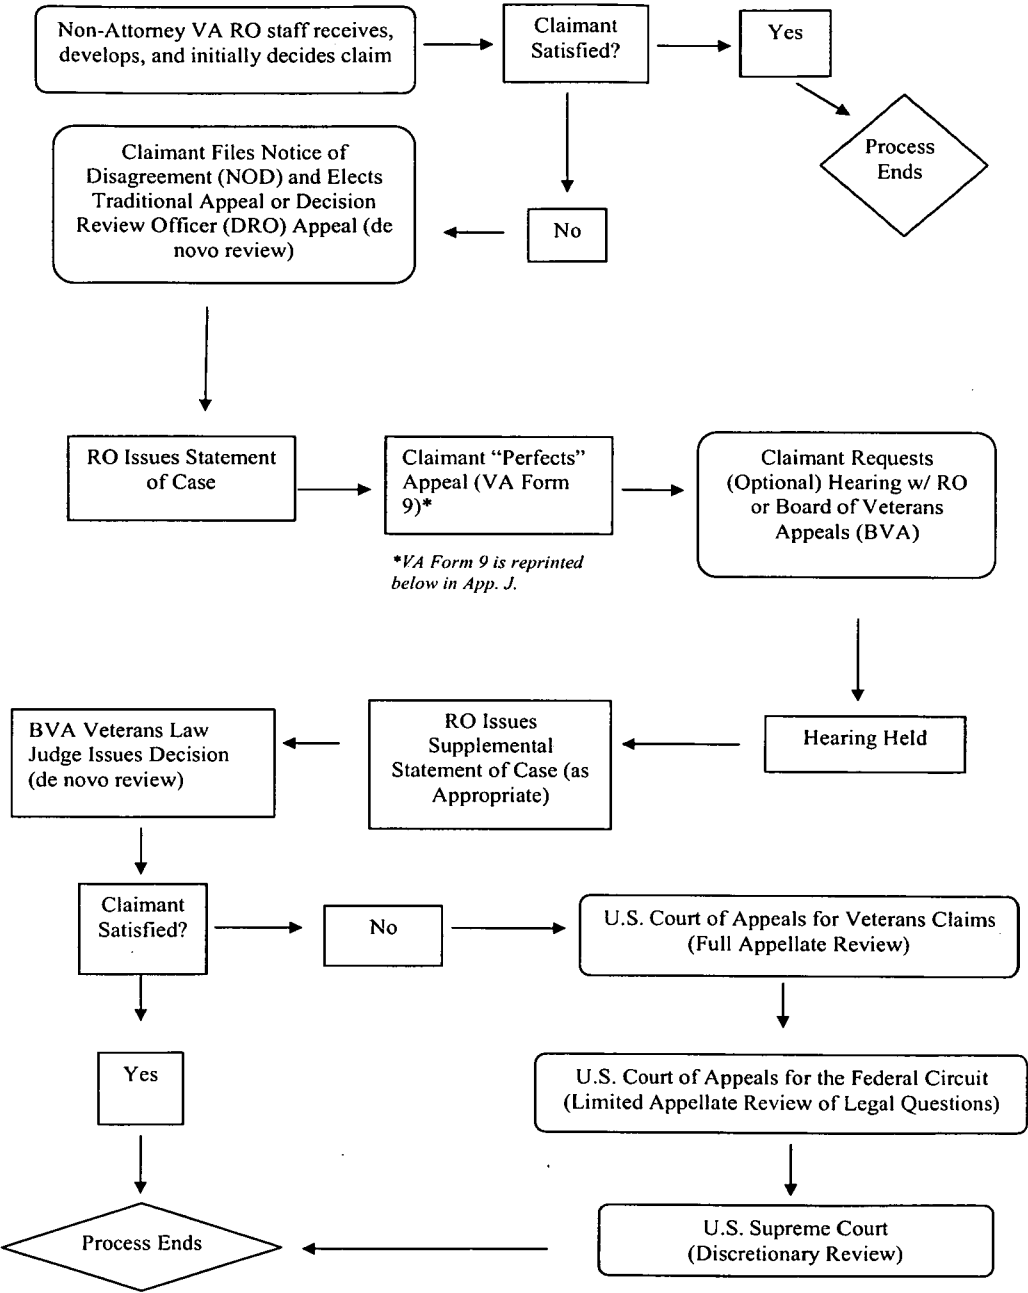 Non-Attorney VA RO staff receives,
develops, and initially decides claim
Claimant
Satisfied?
Yes
Process
Ends
Claimant Files Notice of
Disagreement (NOD) and Elects
Traditional Appeal or Decision
Review Officer (DRO) Appeal (de
novo review)
No
RO Issues Statement
of Case
Claimant “Perfects”
Appeal (VA Form
9)*
*VA Form 9 is reprinted
below in App. J.
Claimant Requests
(Optional) Hearing w/ RO
or Board of Veterans
Appeals (BVA)
Hearing Held
RO Issues
Supplemental
Statement of Case (as
Appropriate)
BVA Veterans Law
Judge Issues Decision
(de novo review)
Claimant
Satisfied?
No
U.S. Court of Appeals for Veterans Claims
(Full Appellate Review)
Yes
U.S. Court of Appeals for the Federal Circuit
(Limited Appellate Review of Legal Questions)
Process Ends
U.S. Supreme Court
(Discretionary Review)